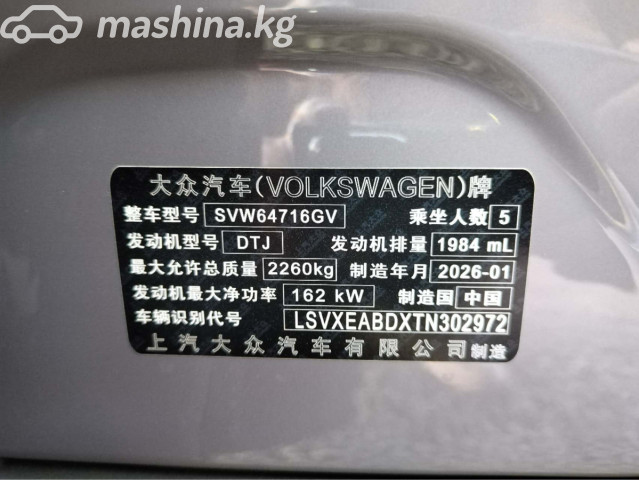 mashina.kg
大众汽车(VOLKSWAGEN)牌
整车型号 SVW64716GV 乘坐人数 5
发动机型号 DTJ 发动机排量 1984 mL
最大允许总质量 2260kg 制造年月 2026-01
发动机最大净功率 162 kW 制造国 中国
车辆识别代号 LSVXEABDXTN302972
上汽大众汽车有限公司制造